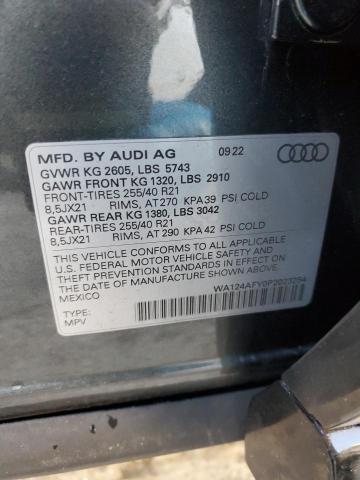 MFD. BY AUDI AG 09 22
GVWR KG 2605, LBS 5743
GAWR FRONT KG 1320, LBS 2910
FRONT-TIRES 255/40 R21
8,5JX21 RIMS, AT 270 KPA 39 PSI COLD
GAWR REAR KG 1380, LBS 3042
REAR-TIRES 255/40 R21
8,5JX21 RIMS, AT 290 KPA 42 PSI COLD
THIS VEHICLE CONFORMS TO ALL APPLICABLE
U.S. FEDERAL MOTOR VEHICLE SAFETY STANDARDS IN EFFECT ON THE
DATE OF MANUFACTURE SHOWN ABOVE
MEXICO
WA124AFY0P2023294
TYPE:
MPV